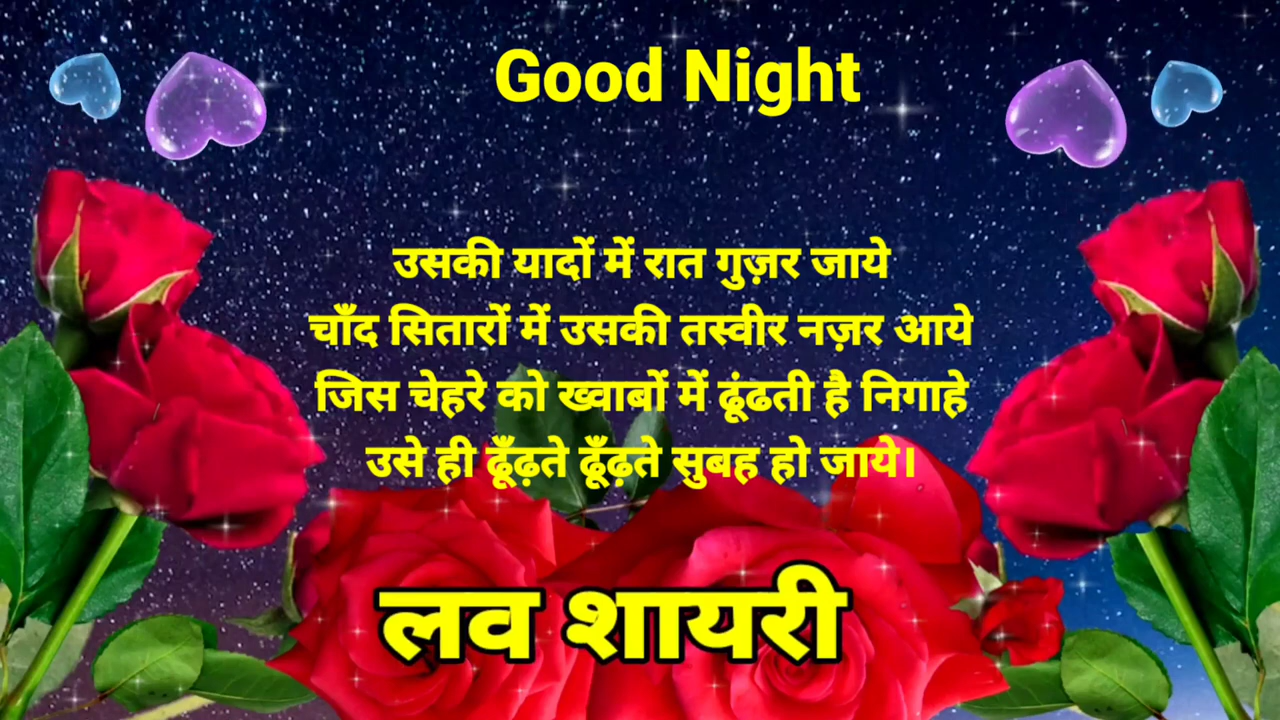 Good Night
उसकी यादों में रात गुज़र जाये
चाँद सितारों में उसकी तस्वीर नज़र आये
जिस चेहरे को ख्वाबों में ढूंढती है निगाहे
उसे ही ढूँढ़ते ढूँढ़ते सुबह हो जाये।
लव शायरी